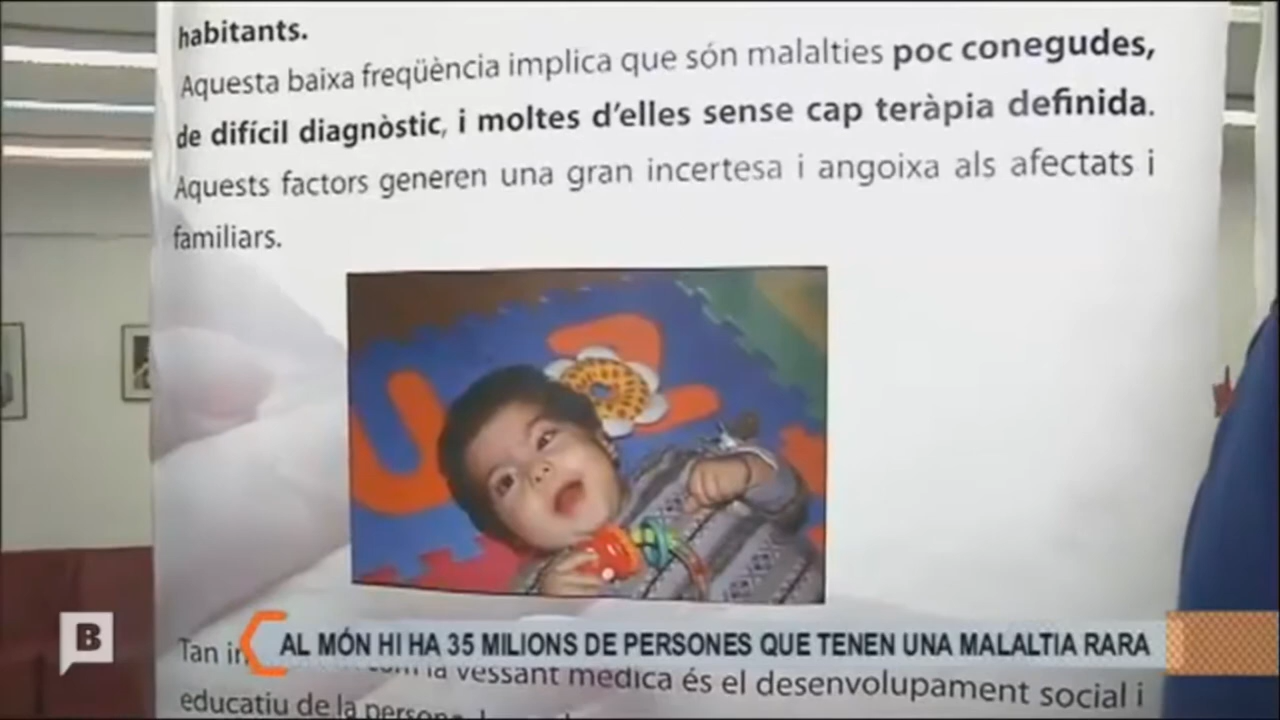 habitants.
Aquesta baixa freqüència implica que són malalties poc conegudes,
de difícil diagnòstic, i moltes d'elles sense cap teràpia definida.
Aquests factors generen una gran incertesa i angoixa als afectats i
familiars.
B
AL MÓN HI HA 35 MILIONS DE PERSONES QUE TENEN UNA MALALTIA RARA
Tan la vessant mèdica és el desenvolupament social i
educatiu de la